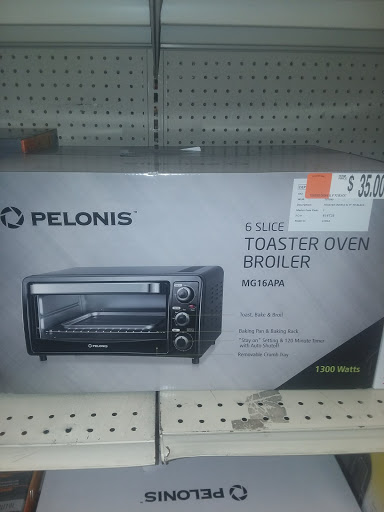 $ 35.00
PELONIS™
6 SLICE
TOASTER OVEN
BROILER
MG16APA
Toast, Bake & Broil
Baking Pan & Baking Rack
"Stay on" Setting & 120 Minute Timer
with Auto Shutoff
Removable Crumb Tray
PELONIS
1300 Watts
PELONIS